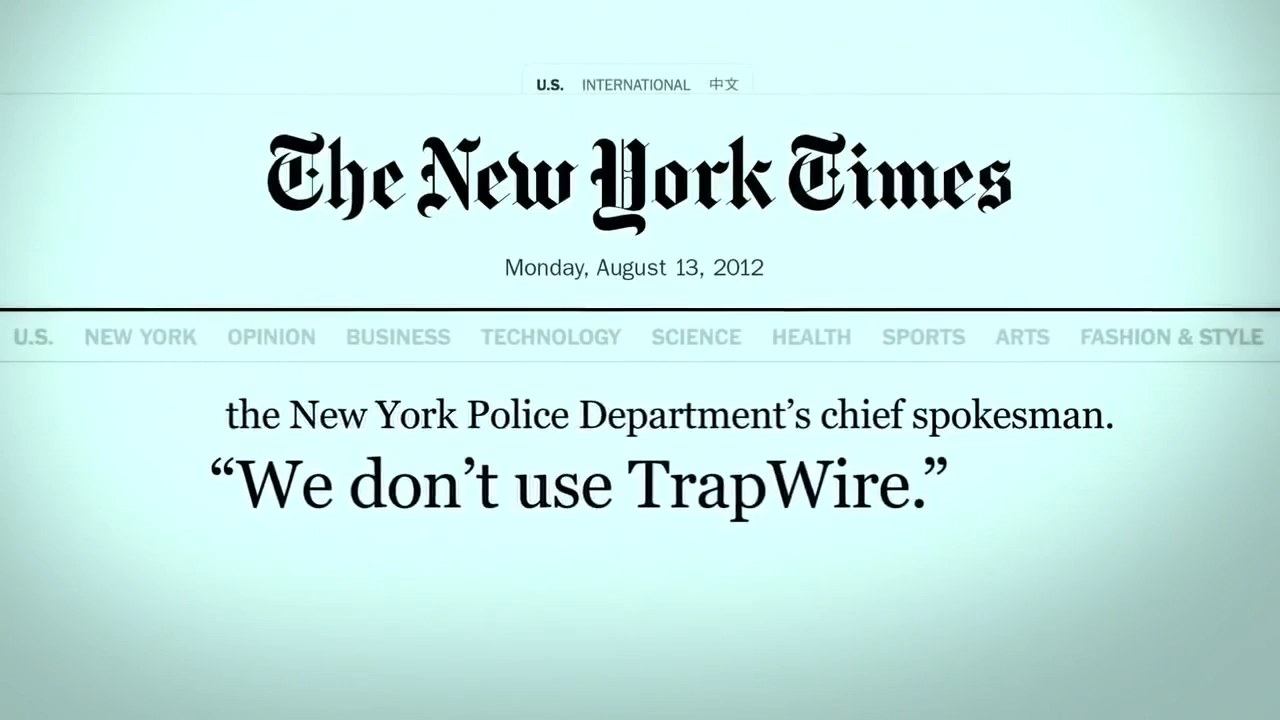 U.S. INTERNATIONAL 中文
The New York Times
Monday, August 13, 2012
U.S. NEW YORK OPINION BUSINESS TECHNOLOGY SCIENCE HEALTH SPORTS ARTS FASHION & STYLE
the New York Police Department’s chief spokesman.
“We don’t use TrapWire.”